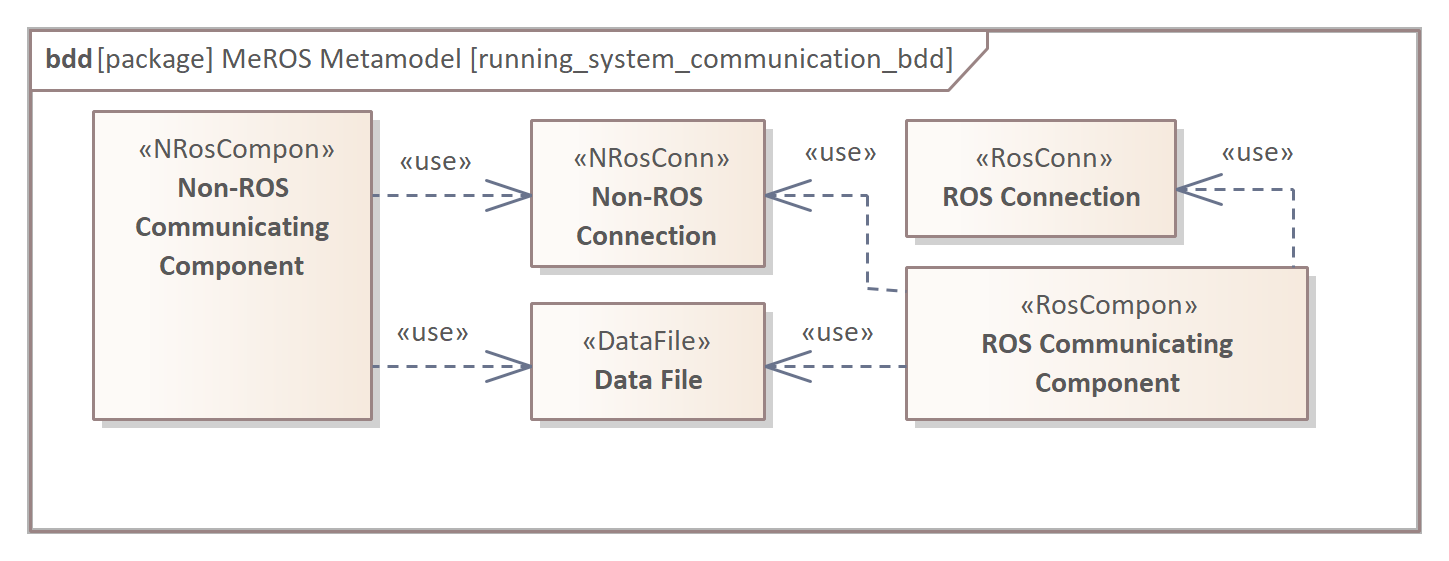 bdd [package] MeROS Metamodel [running_system_communication_bdd]
«NRosCompon»
Non-ROS
Communicating
Component
«use»
«NRosConn»
Non-ROS
Connection
«use»
«RosConn»
ROS Connection
«use»
«use»
«DataFile»
Data File
«use»
«RosCompon»
ROS Communicating
Component